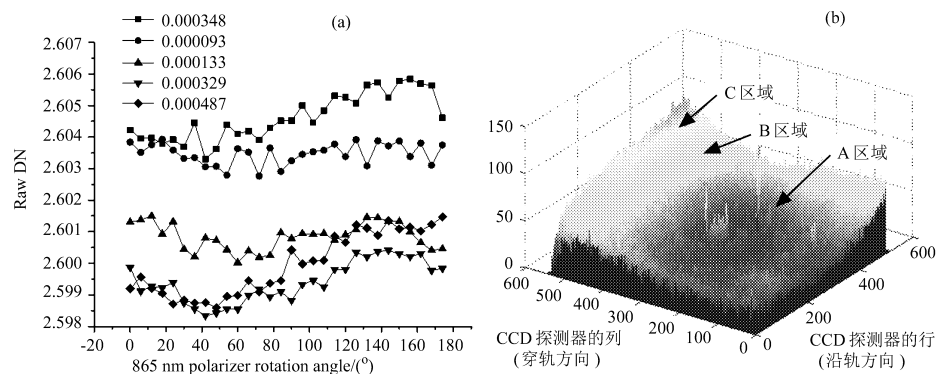 (a)
0.000348
0.000093
0.000133
0.000329
0.000487
2.607
2.606
2.605
2.604
2.603
2.602
2.601
2.600
2.599
2.598
Raw DN
-20 0 20 40 60 80 100 120 140 160 180
865 nm polarizer rotation angle/(°)
(b)
C区域
B区域
A区域
150
100
50
0
600 500 400 300 200 100 0
0 200 400 600
CCD 探测器的列
(穿轨方向)
CCD 探测器的行
(沿轨方向)